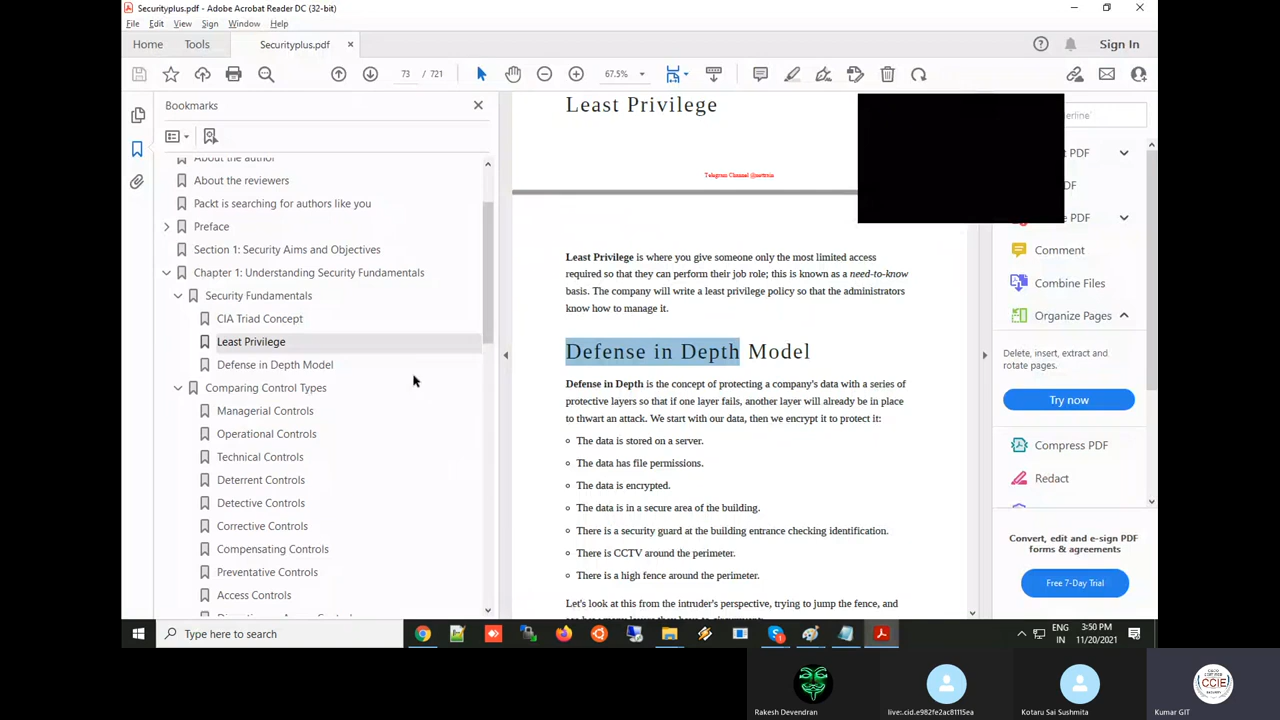 Securityplus.pdf - Adobe Acrobat Reader DC (32-bit)
File Edit View Sign Window Help
Home Tools Securityplus.pdf × Sign In
73 / 721 67.5%
Bookmarks
About the author
About the reviewers
Packt is searching for authors like you
Preface
Section 1: Security Aims and Objectives
Chapter 1: Understanding Security Fundamentals
Security Fundamentals
CIA Triad Concept
Least Privilege
Defense in Depth Model
Comparing Control Types
Managerial Controls
Operational Controls
Technical Controls
Deterrent Controls
Detective Controls
Corrective Controls
Compensating Controls
Preventative Controls
Access Controls
Least Privilege
Telegram Channel @nettrain
Least Privilege is where you give someone only the most limited access
required so that they can perform their job role; this is known as a need-to-know
basis. The company will write a least privilege policy so that the administrators
know how to manage it.
Defense in Depth Model
Defense in Depth is the concept of protecting a company's data with a series of
protective layers so that if one layer fails, another layer will already be in place
to thwart an attack. We start with our data, then we encrypt it to protect it:
The data is stored on a server.
The data has file permissions.
The data is encrypted.
The data is in a secure area of the building.
There is a security guard at the building entrance checking identification.
There is CCTV around the perimeter.
There is a high fence around the perimeter.
Let's look at this from the intruder's perspective, trying to jump the fence, and
PDF
DF
PDF
Comment
Combine Files
Organize Pages
Delete, insert, extract and
rotate pages.
Try now
Compress PDF
Redact
Convert, edit and e-sign PDF
forms & agreements
Free 7-Day Trial
Type here to search
ENG
IN
3:50 PM
11/20/2021
Rakesh Devendran
live:.cid.e982fe2ac81115ea
Kotaru Sai Sushmita
CCIE
Kumar GIT